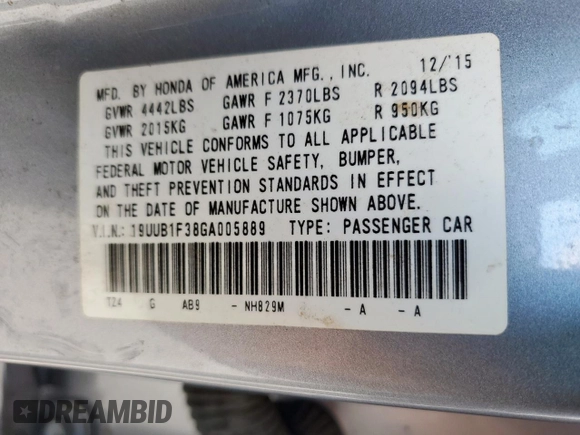 MFD. BY HONDA OF AMERICA MFG., INC. 12/'15
GVWR 4442LBS GAWR F 2370LBS R 2094LBS
GVWR 2015KG GAWR F 1075KG R 950KG
THIS VEHICLE CONFORMS TO ALL APPLICABLE
FEDERAL MOTOR VEHICLE SAFETY, BUMPER,
AND THEFT PREVENTION STANDARDS IN EFFECT
ON THE DATE OF MANUFACTURE SHOWN ABOVE.
V.I.N.: 19UUB1F38GA005889 TYPE: PASSENGER CAR
TZ4 G AB9 - NH829M - A - A
DREAMBID